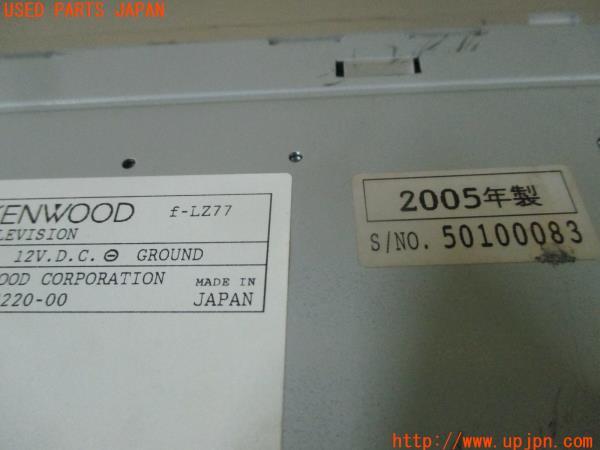 USED PARTS JAPAN
KENWOOD f-LZ77
LEVISION
12V.D.C. ⊖ GROUND
OOD CORPORATION MADE IN
220-00 JAPAN
2005年製
S/NO. 50100083
http://www.upjpn.com